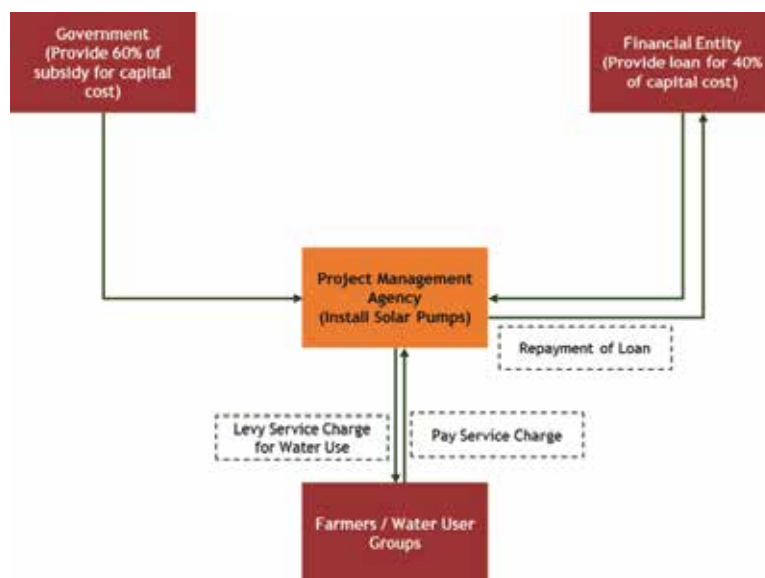 Government
(Provide 60% of
subsidy for capital
cost)
Financial Entity
(Provide loan for 40%
of capital cost)
Project Management
Agency
(Install Solar Pumps)
Repayment of Loan
Levy Service Charge
for Water Use
Pay Service Charge
Farmers / Water User
Groups